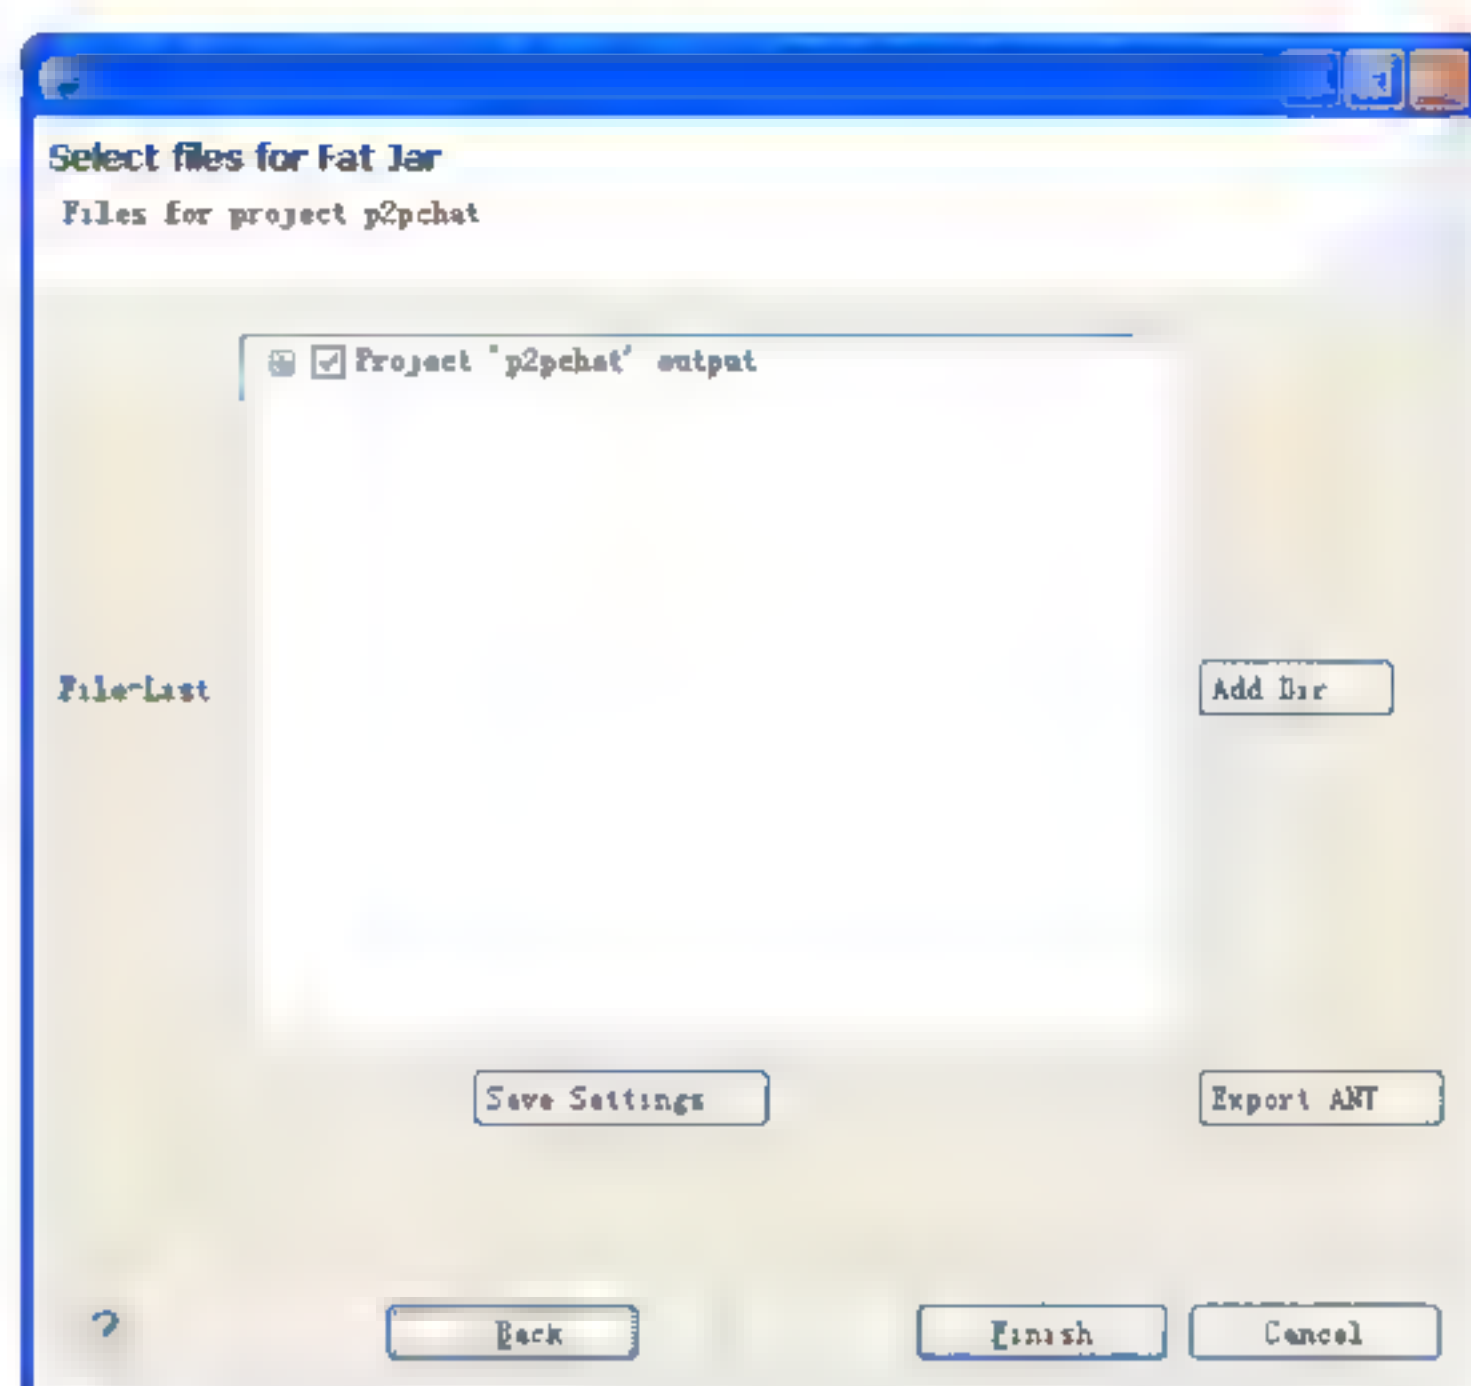 Select files for Fat Jar
Files for project p2pchat
Project 'p2pchat' output
File-List
Add Dir
Save Settings
Export ANT
?
Back
Finish
Cancel